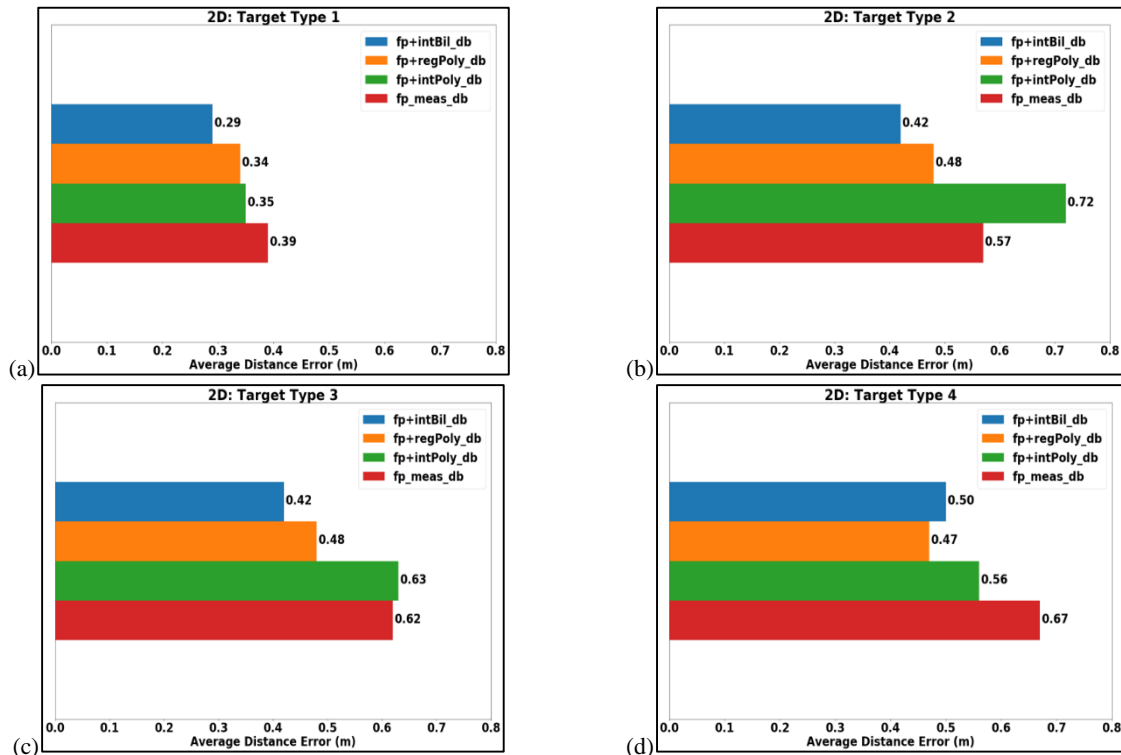 2D: Target Type 1
fp+intBil_db
fp+regPoly_db
fp+intPoly_db
fp_meas_db
0.29
0.34
0.35
0.39
0.0 0.1 0.2 0.3 0.4 0.5 0.6 0.7 0.8
Average Distance Error (m)
(a)
2D: Target Type 2
fp+intBil_db
fp+regPoly_db
fp+intPoly_db
fp_meas_db
0.42
0.48
0.72
0.57
0.0 0.1 0.2 0.3 0.4 0.5 0.6 0.7 0.8
Average Distance Error (m)
(b)
2D: Target Type 3
fp+intBil_db
fp+regPoly_db
fp+intPoly_db
fp_meas_db
0.42
0.48
0.63
0.62
0.0 0.1 0.2 0.3 0.4 0.5 0.6 0.7 0.8
Average Distance Error (m)
(c)
2D: Target Type 4
fp+intBil_db
fp+regPoly_db
fp+intPoly_db
fp_meas_db
0.50
0.47
0.56
0.67
0.0 0.1 0.2 0.3 0.4 0.5 0.6 0.7 0.8
Average Distance Error (m)
(d)